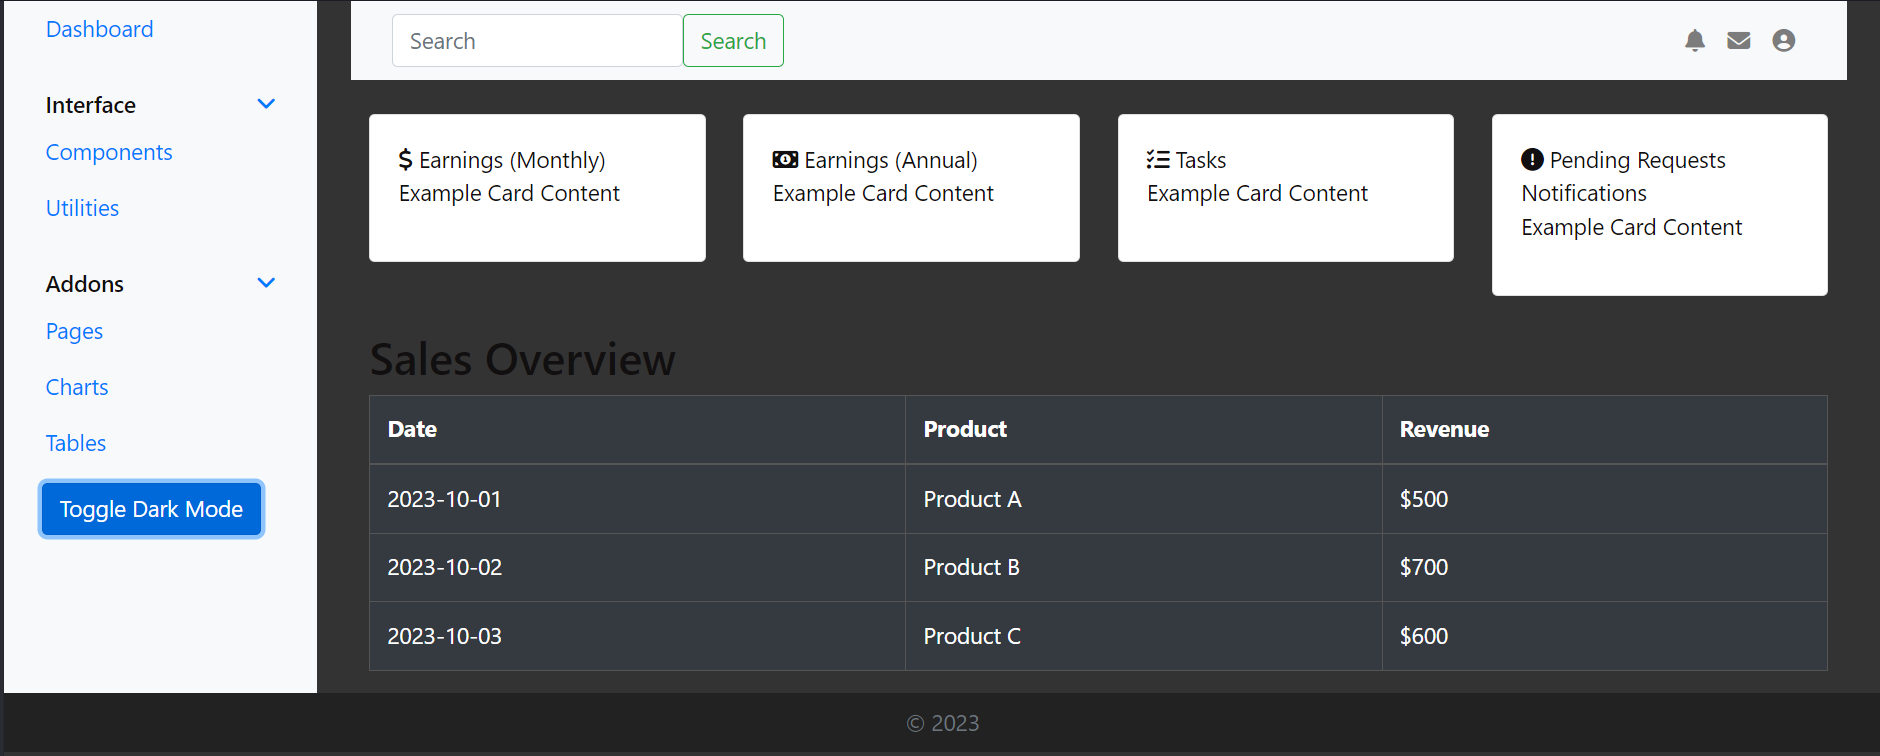 Dashboard
Interface
Components
Utilities
Addons
Pages
Charts
Tables
Toggle Dark Mode
Search Search
Earnings (Monthly)
Example Card Content
Earnings (Annual)
Example Card Content
Tasks
Example Card Content
Pending Requests
Notifications
Example Card Content
Sales Overview
Date Product Revenue
2023-10-01 Product A $500
2023-10-02 Product B $700
2023-10-03 Product C $600
© 2023